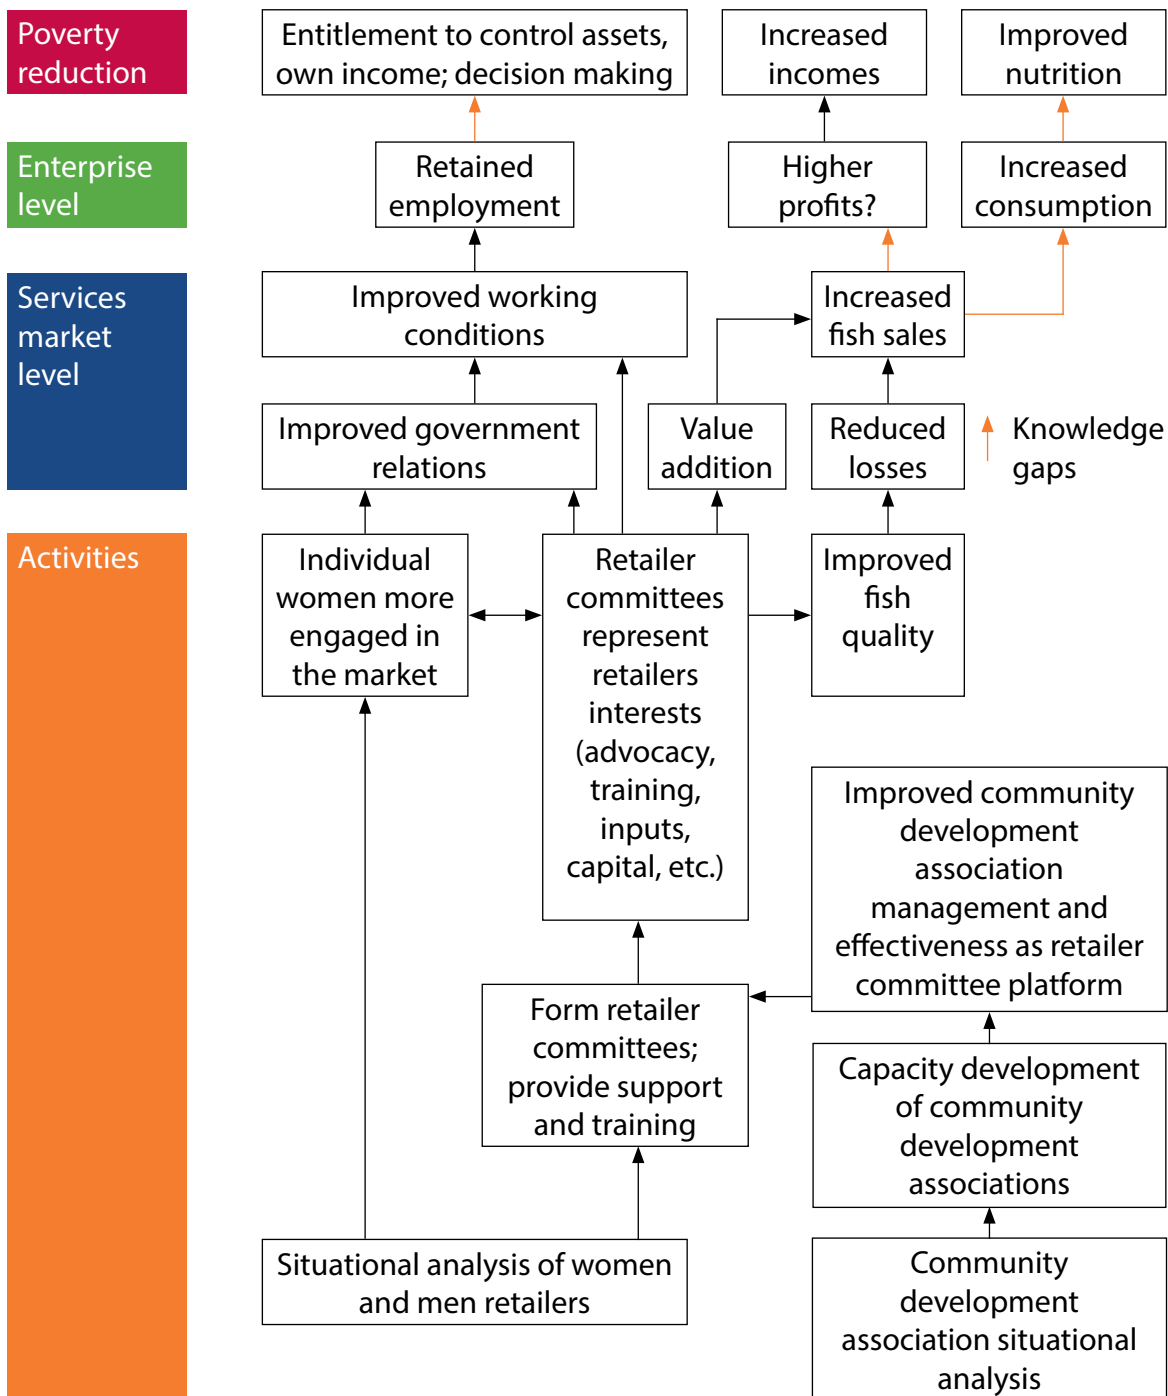 Poverty
reduction
Entitlement to control assets,
own income; decision making
Increased
incomes
Improved
nutrition
Enterprise
level
Retained
employment
Higher
profits?
Increased
consumption
Services
market
level
Improved working
conditions
Increased
fish sales
Improved government
relations
Value
addition
Reduced
losses
Knowledge
gaps
Activities
Individual
women more
engaged in
the market
Retailer
committees
represent
retailers
interests
(advocacy,
training,
inputs,
capital, etc.)
Improved
fish
quality
Improved community
development
association
management and
effectiveness as retailer
committee platform
Form retailer
committees;
provide support
and training
Capacity development
of community
development
associations
Situational analysis of women
and men retailers
Community
development
association situational
analysis